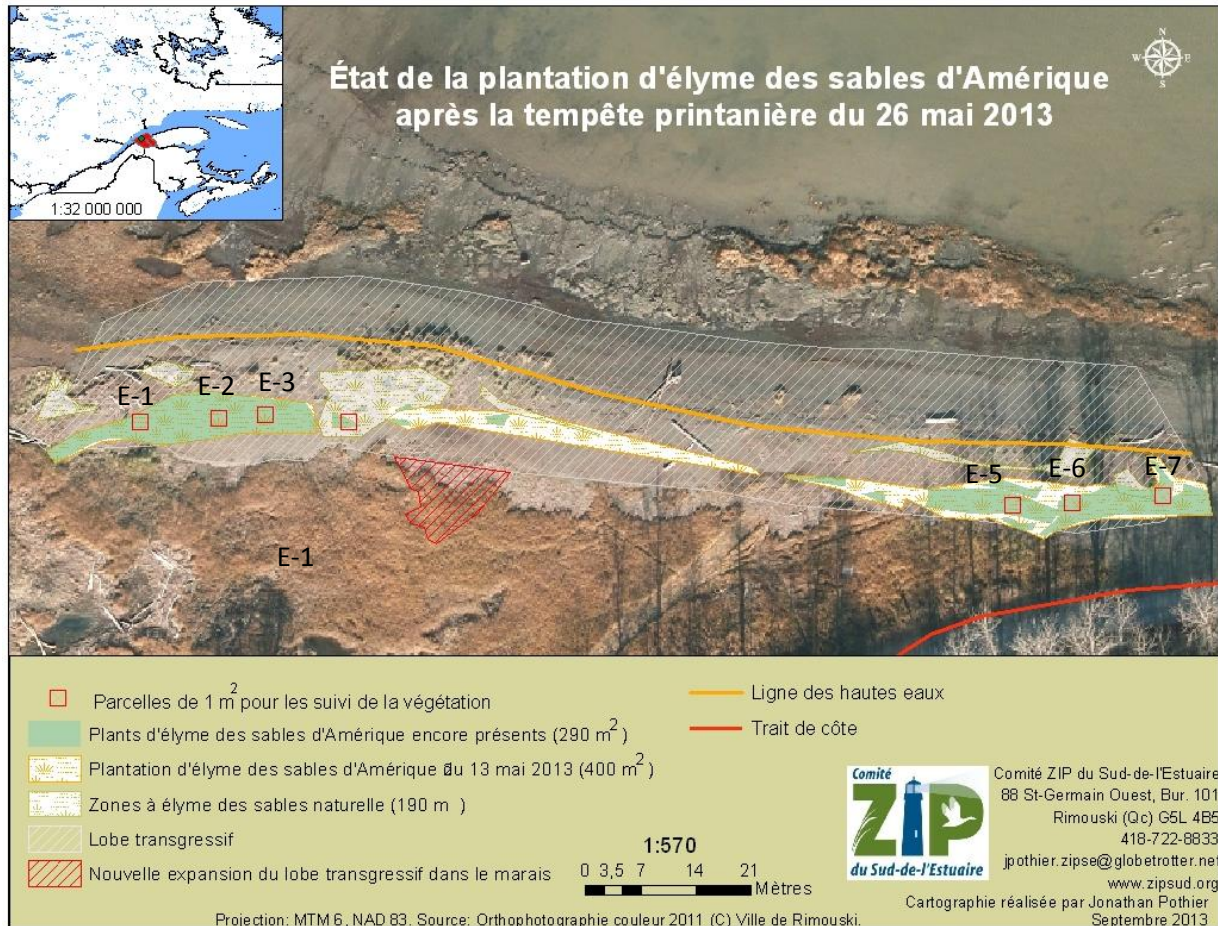 État de la plantation d'élyme des sables d'Amérique
après la tempête printanière du 26 mai 2013
N
W E
S
1:32 000 000
E-1
E-2
E-3
E-5
E-6
E-7
E-1
Parcelles de 1 m² pour les suivi de la végétation
Plants d'élyme des sables d'Amérique encore présents (290 m²)
Plantation d'élyme des sables d'Amérique du 13 mai 2013 (400 m²)
Zones à élyme des sables naturelle (190 m )
Lobe transgressif
Nouvelle expansion du lobe transgressif dans le marais
Ligne des hautes eaux
Trait de côte
1:570
0 3,5 7 14 21
Mètres
Comité
ZIP
du Sud-de-l'Estuaire
Comité ZIP du Sud-de-l'Estuaire
88 St-Germain Ouest, Bur. 101
Rimouski (Qc) G5L 4B5
418-722-8833
jpothier.zipse@globetrotter.net
www.zipsud.org
Cartographie réalisée par Jonathan Pothier
Septembre 2013
Projection: MTM 6, NAD 83. Source: Orthophotographie couleur 2011 (C) Ville de Rimouski.